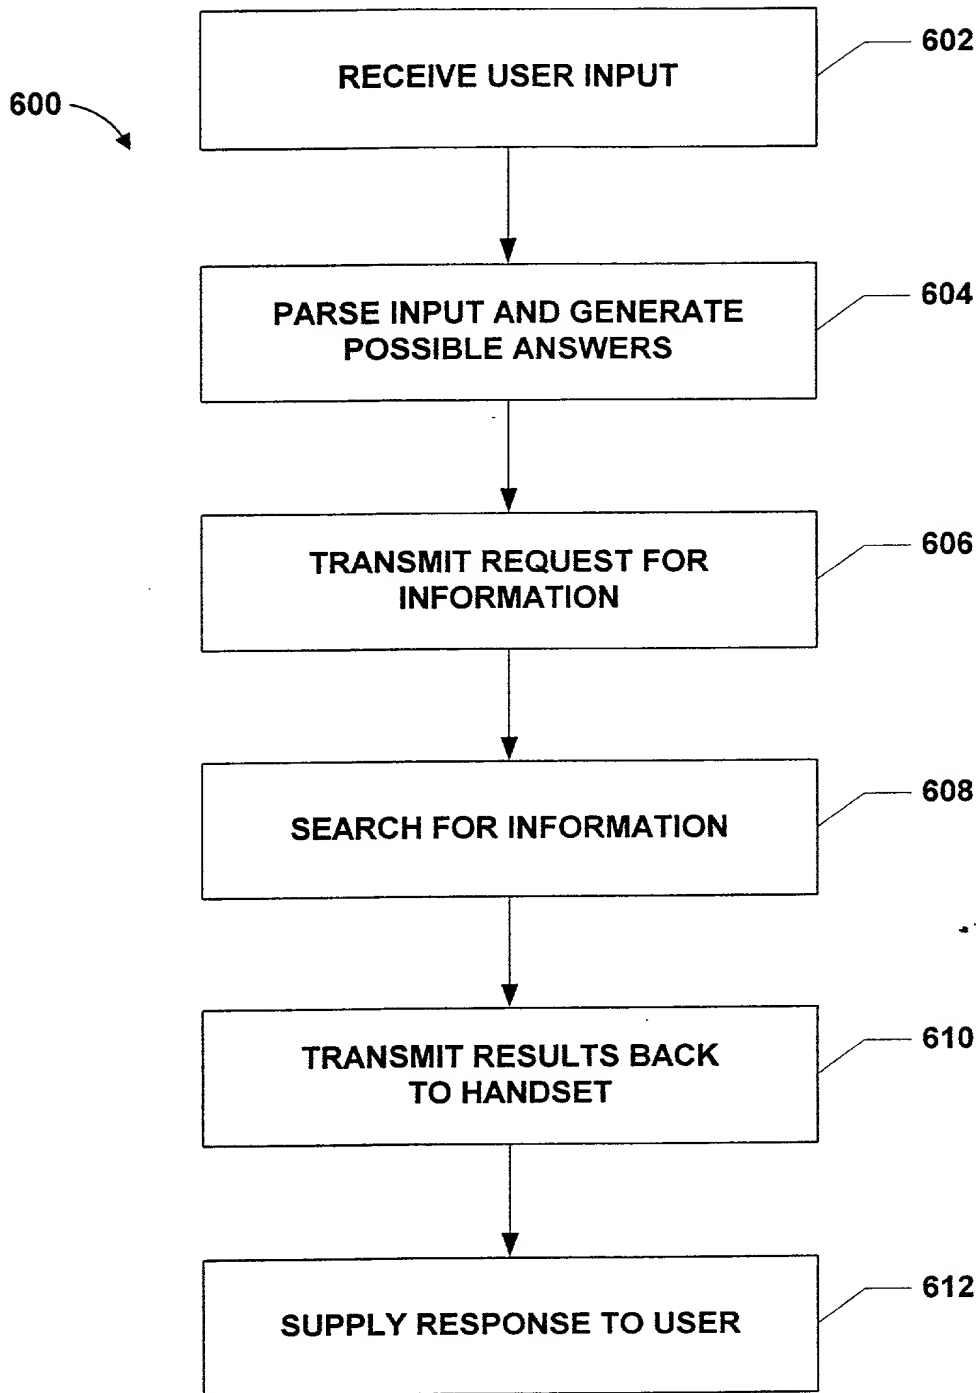 602
RECEIVE USER INPUT
600
604
PARSE INPUT AND GENERATE
POSSIBLE ANSWERS
606
TRANSMIT REQUEST FOR
INFORMATION
608
SEARCH FOR INFORMATION
610
TRANSMIT RESULTS BACK
TO HANDSET
612
SUPPLY RESPONSE TO USER